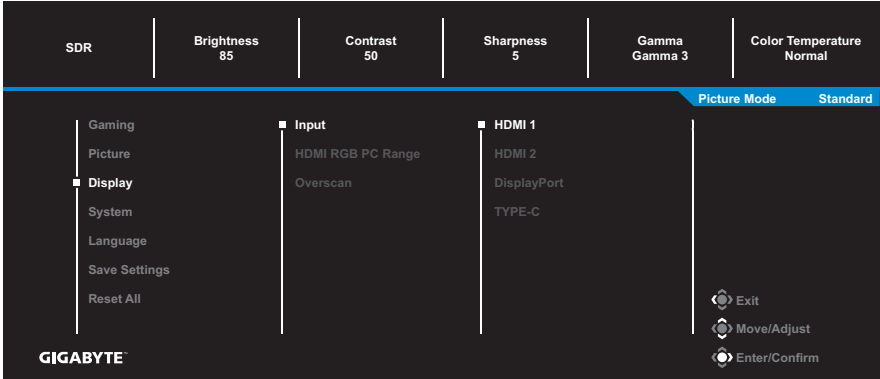 SDR
Brightness
85
Contrast
50
Sharpness
5
Gamma
Gamma 3
Color Temperature
Normal
Picture Mode Standard
Gaming
Picture
Display
System
Language
Save Settings
Reset All
Input
HDMI RGB PC Range
Overscan
HDMI 1
HDMI 2
DisplayPort
TYPE-C
Exit
Move/Adjust
Enter/Confirm
GIGABYTE